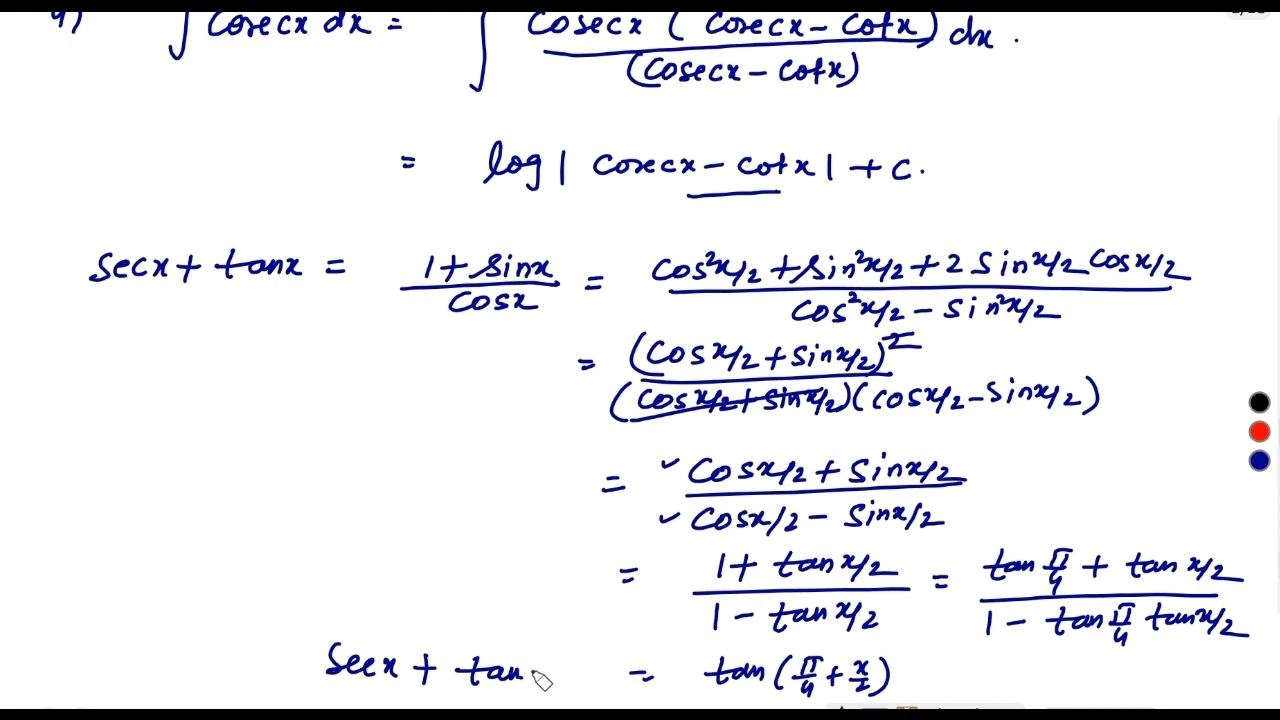 4) ∫ Cosecx dx = ∫ Cosecx (Cosecx - Cotx) / (Cosecx - Cotx) dx.
= log | Cosecx - cotx | + c.
Secx + tanx = (1 + sinx) / Cosx = (Cos²x/2 + Sin²x/2 + 2 Sinx/2 Cosx/2) / (Cos²x/2 - Sin²x/2)
= (Cosx/2 + Sinx/2)² / (Cosx/2 + Sinx/2)(Cosx/2 - Sinx/2)
= Cosx/2 + Sinx/2 / Cosx/2 - Sinx/2
= 1 + tanx/2 / 1 - tanx/2 = tan π/4 + tan x/2 / 1 - tan π/4 tanx/2
Secx + tan = tan (π/4 + x/2)